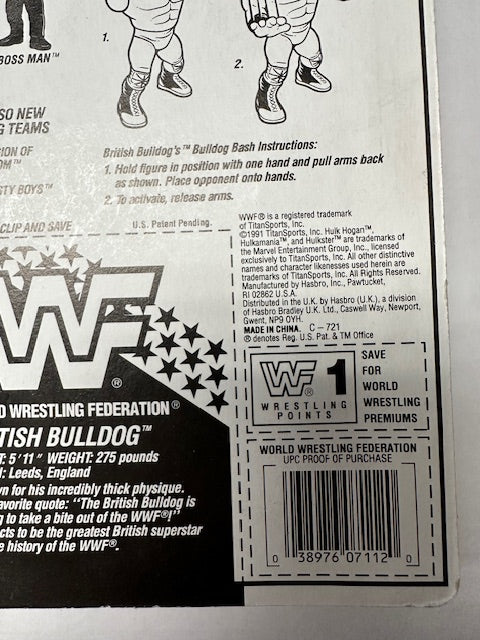 1.
2.
BOSS MAN™
SO NEW
G TEAMS
ION OF
OM™
STY BOYS™
CLIP AND SAVE
U.S. Patent Pending.
British Bulldog's™ Bulldog Bash Instructions:
1. Hold figure in position with one hand and pull arms back
as shown. Place opponent onto hands.
2. To activate, release arms.
WWF® is a registered trademark
of TitanSports, Inc.
©1991 TitanSports, Inc. Hulk Hogan™,
Hulkamania™, and Hulkster™ are trademarks of
the Marvel Entertainment Group, Inc., licensed
exclusively to TitanSports, Inc. All other distinctive
names and character likenesses used herein are
trademarks of TitanSports, Inc. All Rights Reserved.
Manufactured by Hasbro, Inc., Pawtucket,
RI 02862 U.S.A.
Distributed in the U.K. by Hasbro (U.K.), a division
of Hasbro Bradley U.K. Ltd., Caswell Way, Newport,
Gwent, NP9 0YH.
MADE IN CHINA. C-721
® denotes Reg. U.S. Pat. & TM Office
WF
®
D WRESTLING FEDERATION®
TISH BULLDOG™
T: 5'11" WEIGHT: 275 pounds
: Leeds, England
n for his incredibly thick physique.
avorite quote: "The British Bulldog is
g to take a bite out of the WWF®!"
cts to be the greatest British superstar
e history of the WWF®.
WF® 1
WRESTLING
POINTS
SAVE
FOR
WORLD
WRESTLING
PREMIUMS
WORLD WRESTLING FEDERATION
UPC PROOF OF PURCHASE
0 38976 07112 0